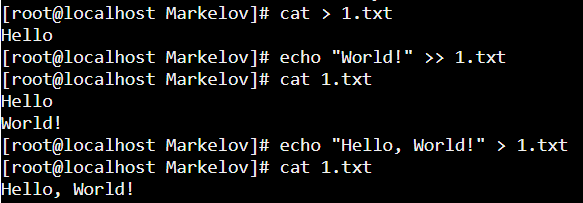 [root@localhost Markelov]# cat > 1.txt
Hello
[root@localhost Markelov]# echo "World!" >> 1.txt
[root@localhost Markelov]# cat 1.txt
Hello
World!
[root@localhost Markelov]# echo "Hello, World!" > 1.txt
[root@localhost Markelov]# cat 1.txt
Hello, World!